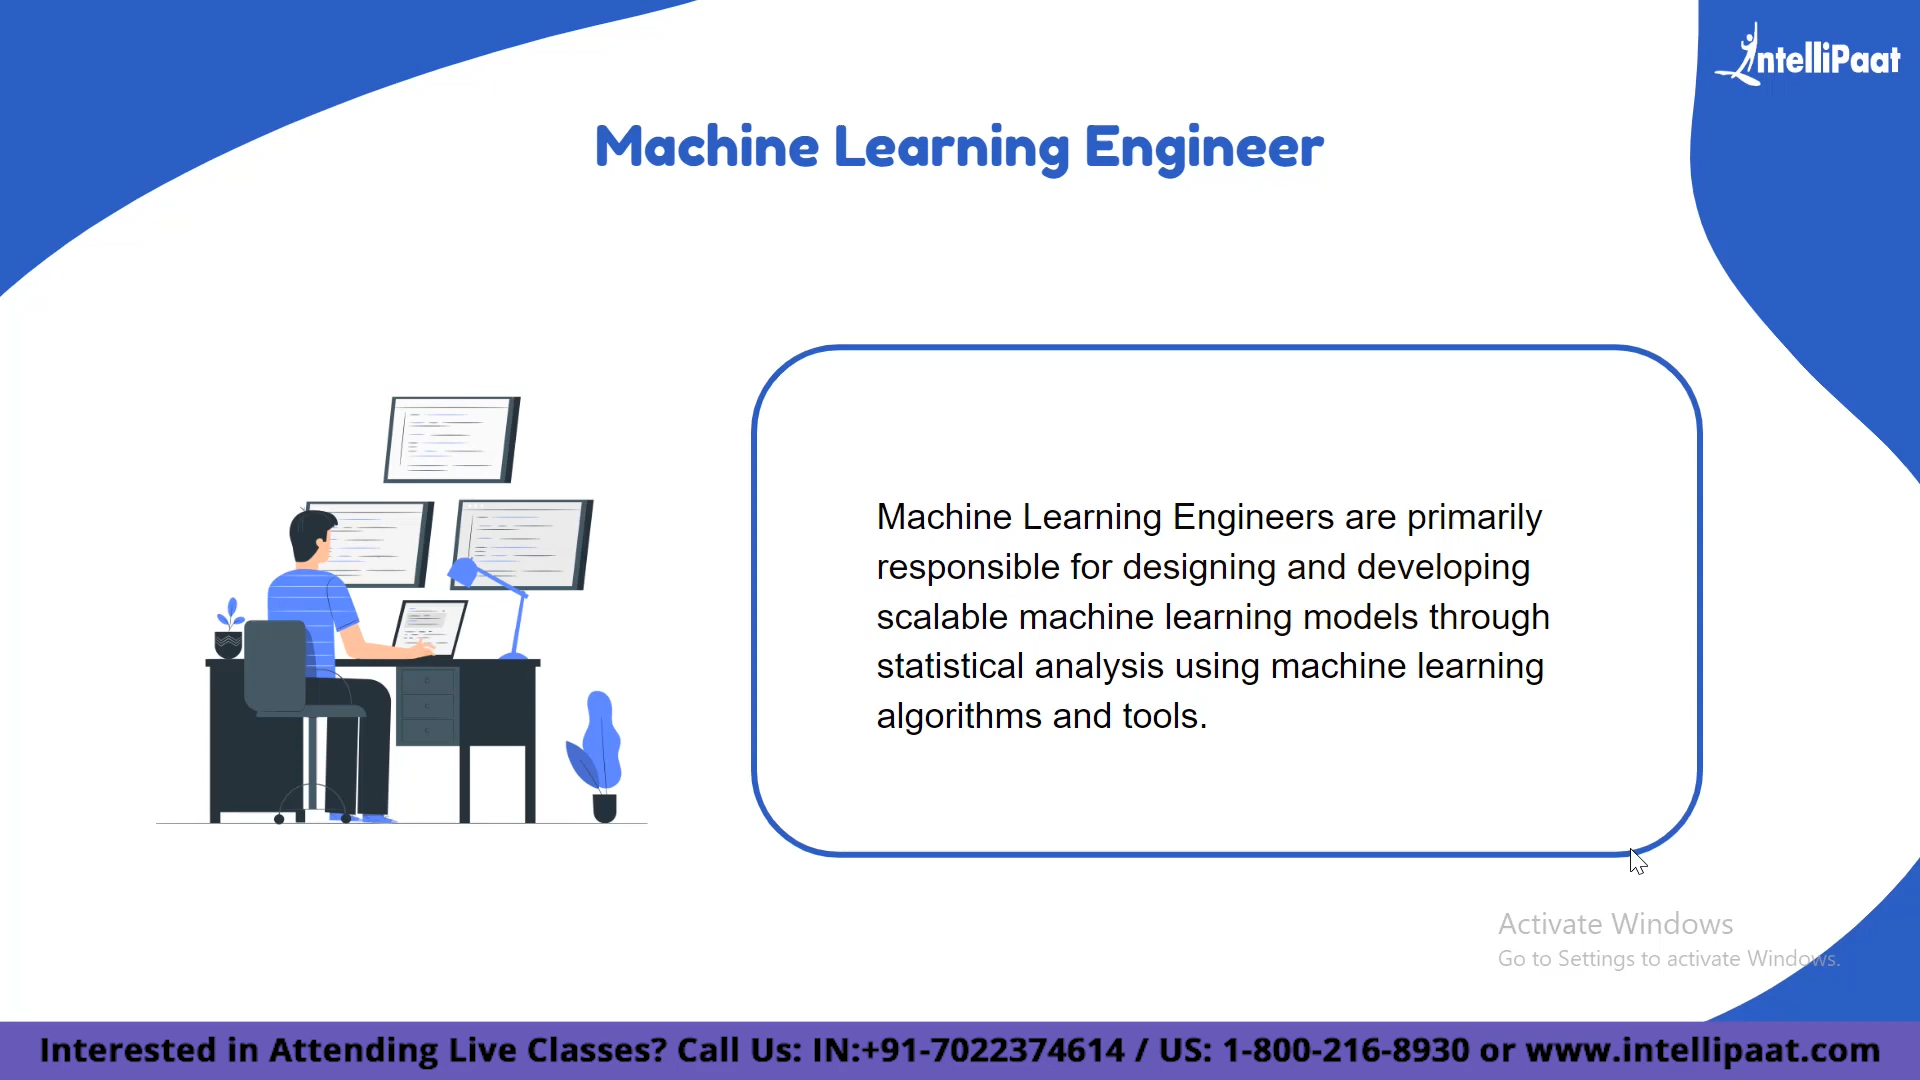 IntelliPaat
Machine Learning Engineer
Machine Learning Engineers are primarily
responsible for designing and developing
scalable machine learning models through
statistical analysis using machine learning
algorithms and tools.
Activate Windows
Go to Settings to activate Windows.
Interested in Attending Live Classes? Call Us: IN:+91-7022374614 / US: 1-800-216-8930 or www.intellipaat.com